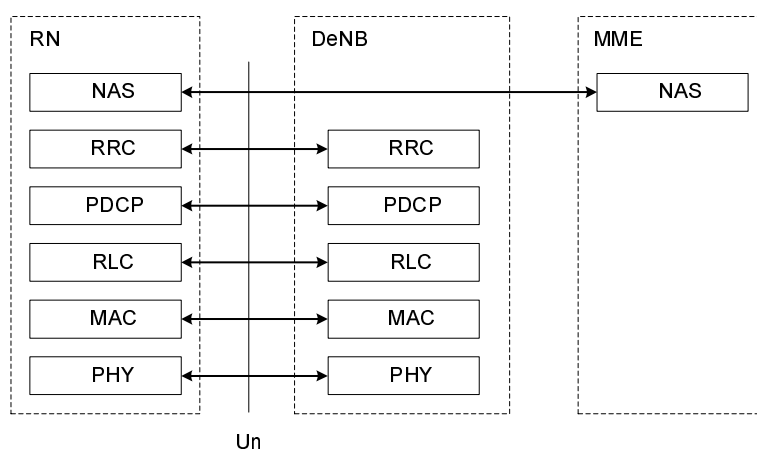 RN DeNB MME
NAS NAS
RRC RRC
PDCP PDCP
RLC RLC
MAC MAC
PHY PHY
Un